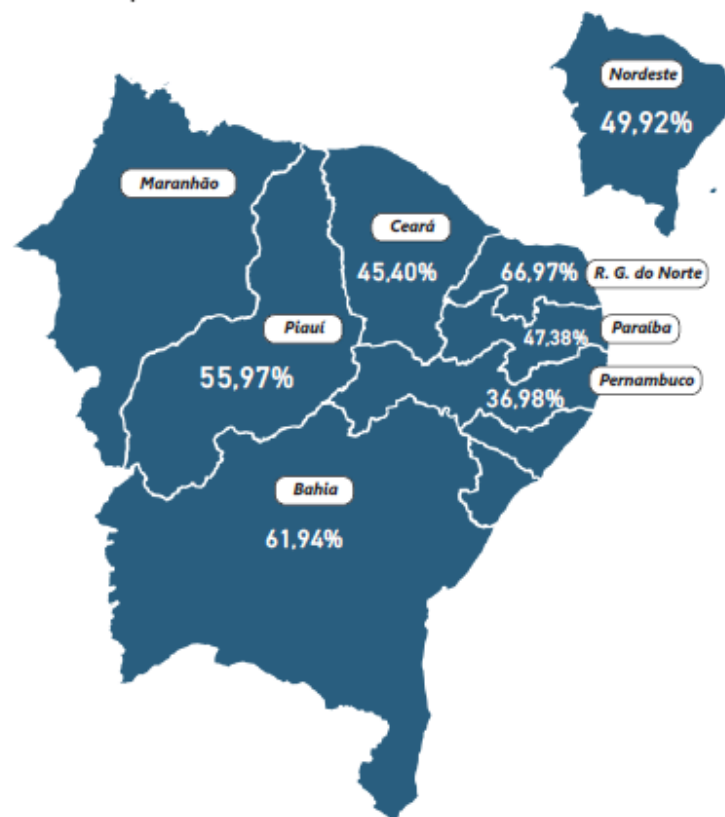 Nordeste
49,92%
Maranhão
Ceará
45,40%
66,97%
R. G. do Norte
Piauí
55,97%
47,38%
Paraíba
36,98%
Pernambuco
Bahia
61,94%